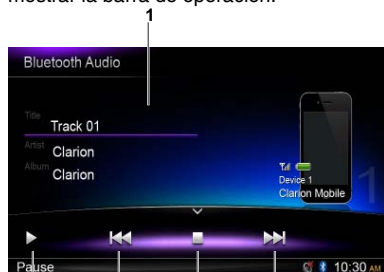 mostrar la barra de operación.
1
Bluetooth Audio
Title
Track 01
Artist
Clarion
Album
Clarion
Device 1
Clarion Mobile
1
Pause
10:30 AM